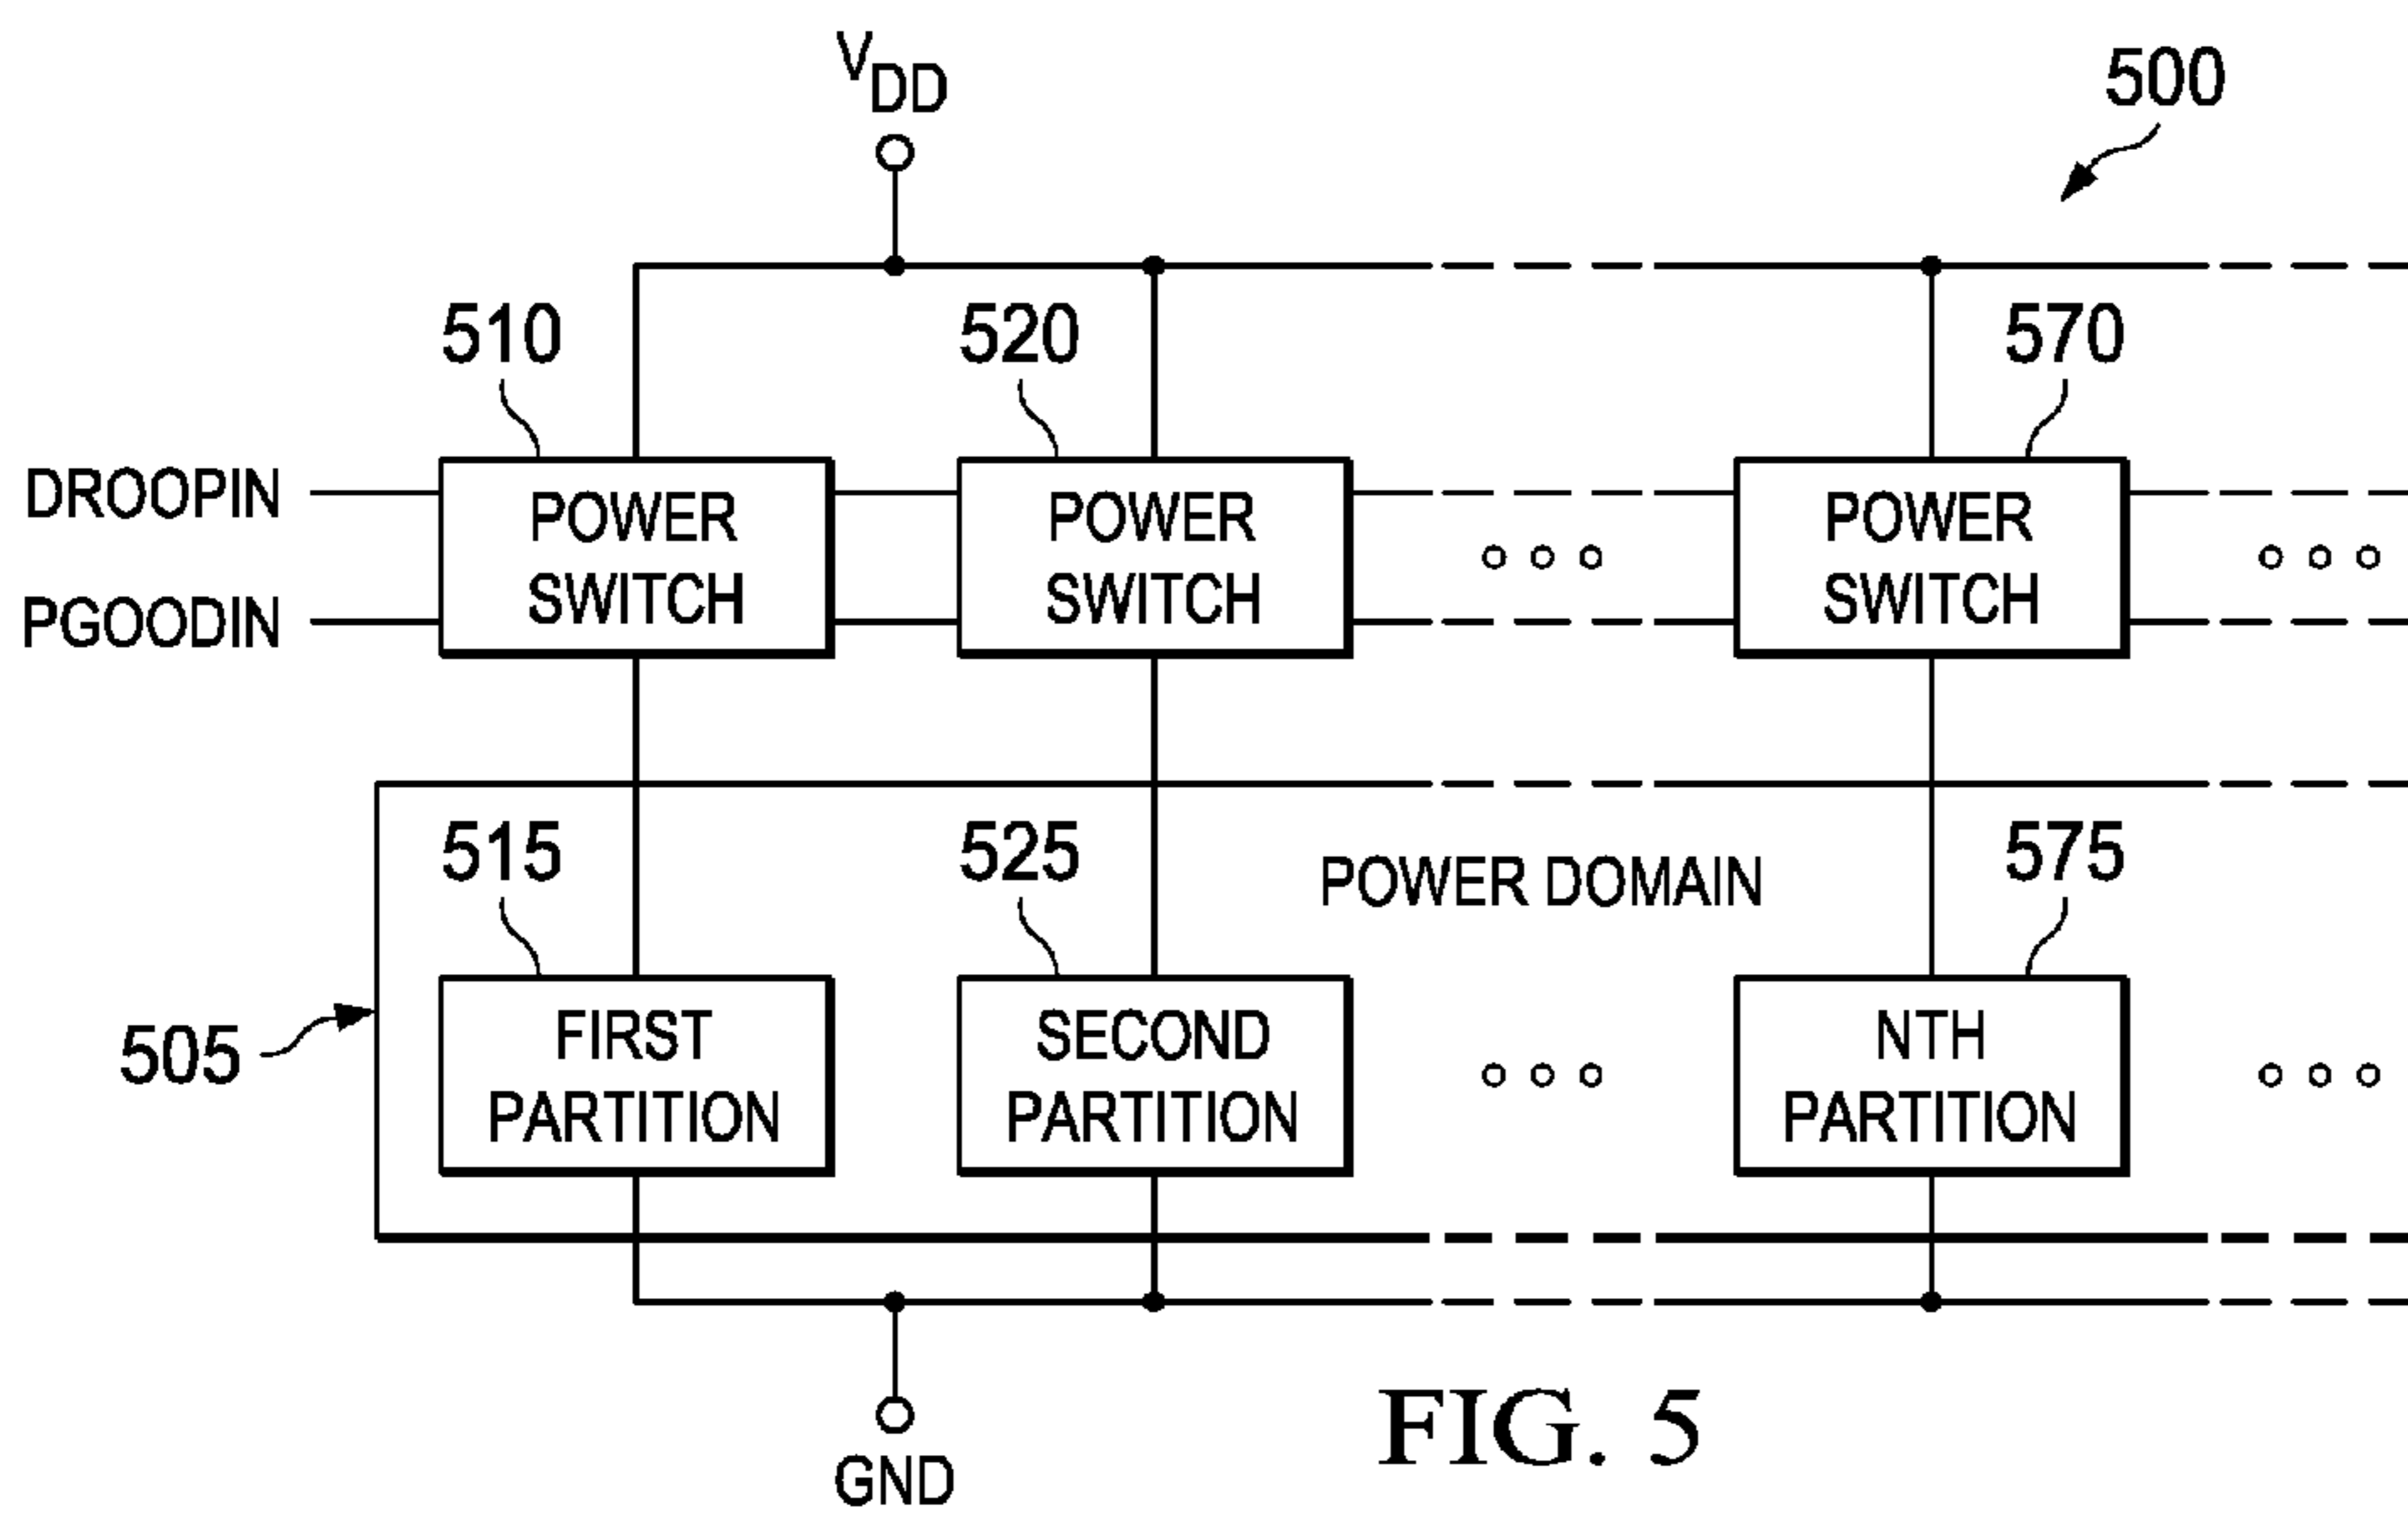 VDD
500
510
520
570
DROOPIN
PGOODIN
POWER
SWITCH
POWER
SWITCH
POWER
SWITCH
515
525
POWER DOMAIN
575
505
FIRST
PARTITION
SECOND
PARTITION
NTH
PARTITION
GND
FIG. 5